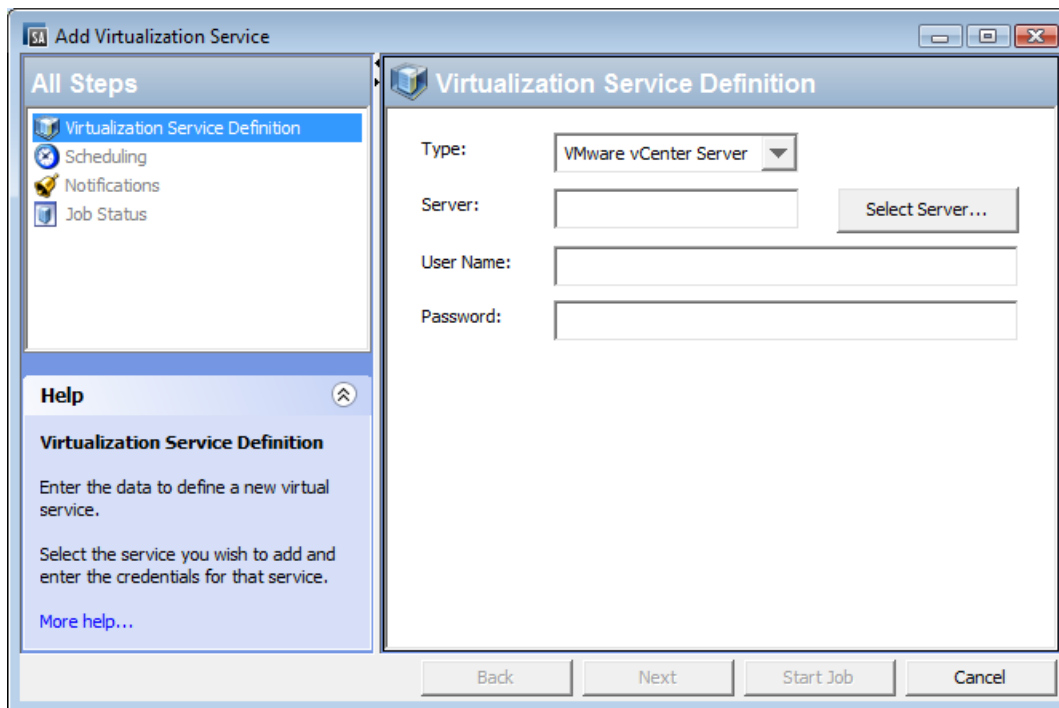 SA Add Virtualization Service
All Steps
Virtualization Service Definition
Scheduling
Notifications
Job Status
Help
Virtualization Service Definition
Enter the data to define a new virtual
service.
Select the service you wish to add and
enter the credentials for that service.
More help...
Virtualization Service Definition
Type:
VMware vCenter Server
Server:
Select Server...
User Name:
Password:
Back
Next
Start Job
Cancel